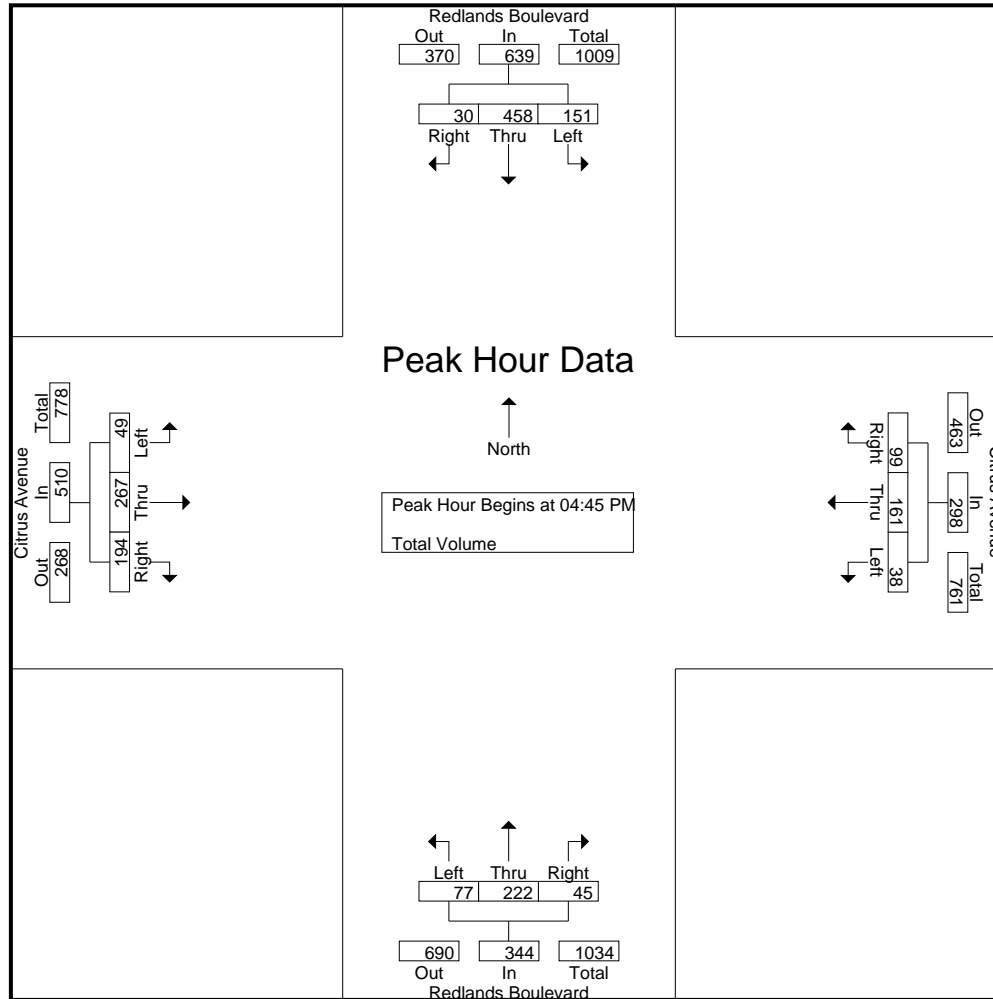 Redlands Boulevard
Out In Total
370 639 1009
30 458 151
Right Thru Left
Peak Hour Data
North
Peak Hour Begins at 04:45 PM
Total Volume
Citrus Avenue
Out In Total
268 510 778
194 267 49
Right Thru Left
Out In Total
463 298 761
99 161 38
Right Thru Left
Left Thru Right
77 222 45
690 344 1034
Out In Total
Redlands Boulevard